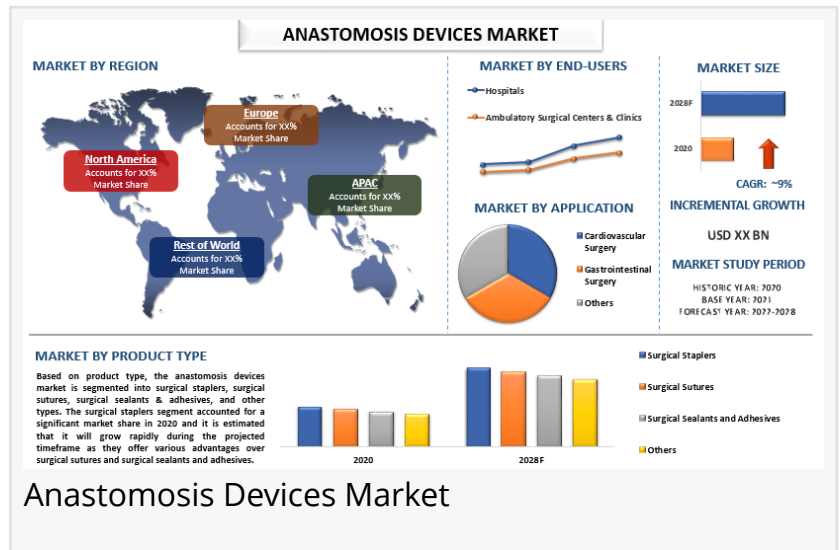 ANASTOMOSIS DEVICES MARKET
MARKET BY REGION
Europe
Accounts for XX%
Market Share
North America
Accounts for XX%
Market Share
APAC
Accounts for XX%
Market Share
Rest of World
Accounts for XX%
Market Share
MARKET BY END-USERS
Hospitals
Ambulatory Surgical Centers & Clinics
MARKET BY APPLICATION
Cardiovascular
Surgery
Gastrointestinal
Surgery
Others
MARKET SIZE
2028F
2020
CAGR: ~9%
INCREMENTAL GROWTH
USD XX BN
MARKET STUDY PERIOD
HISTORIC YEAR: 2020
BASE YEAR: 2021
FORECAST YEAR: 2022-2028
MARKET BY PRODUCT TYPE
Based on product type, the anastomosis devices
market is segmented into surgical staplers, surgical
sutures, surgical sealants & adhesives, and other
types. The surgical staplers segment accounted for a
significant market share in 2020 and it is estimated
that it will grow rapidly during the projected
timeframe as they offer various advantages over
surgical sutures and surgical sealants and adhesives.
2020
2028F
Surgical Staplers
Surgical Sutures
Surgical Sealants and Adhesives
Others
Anastomosis Devices Market